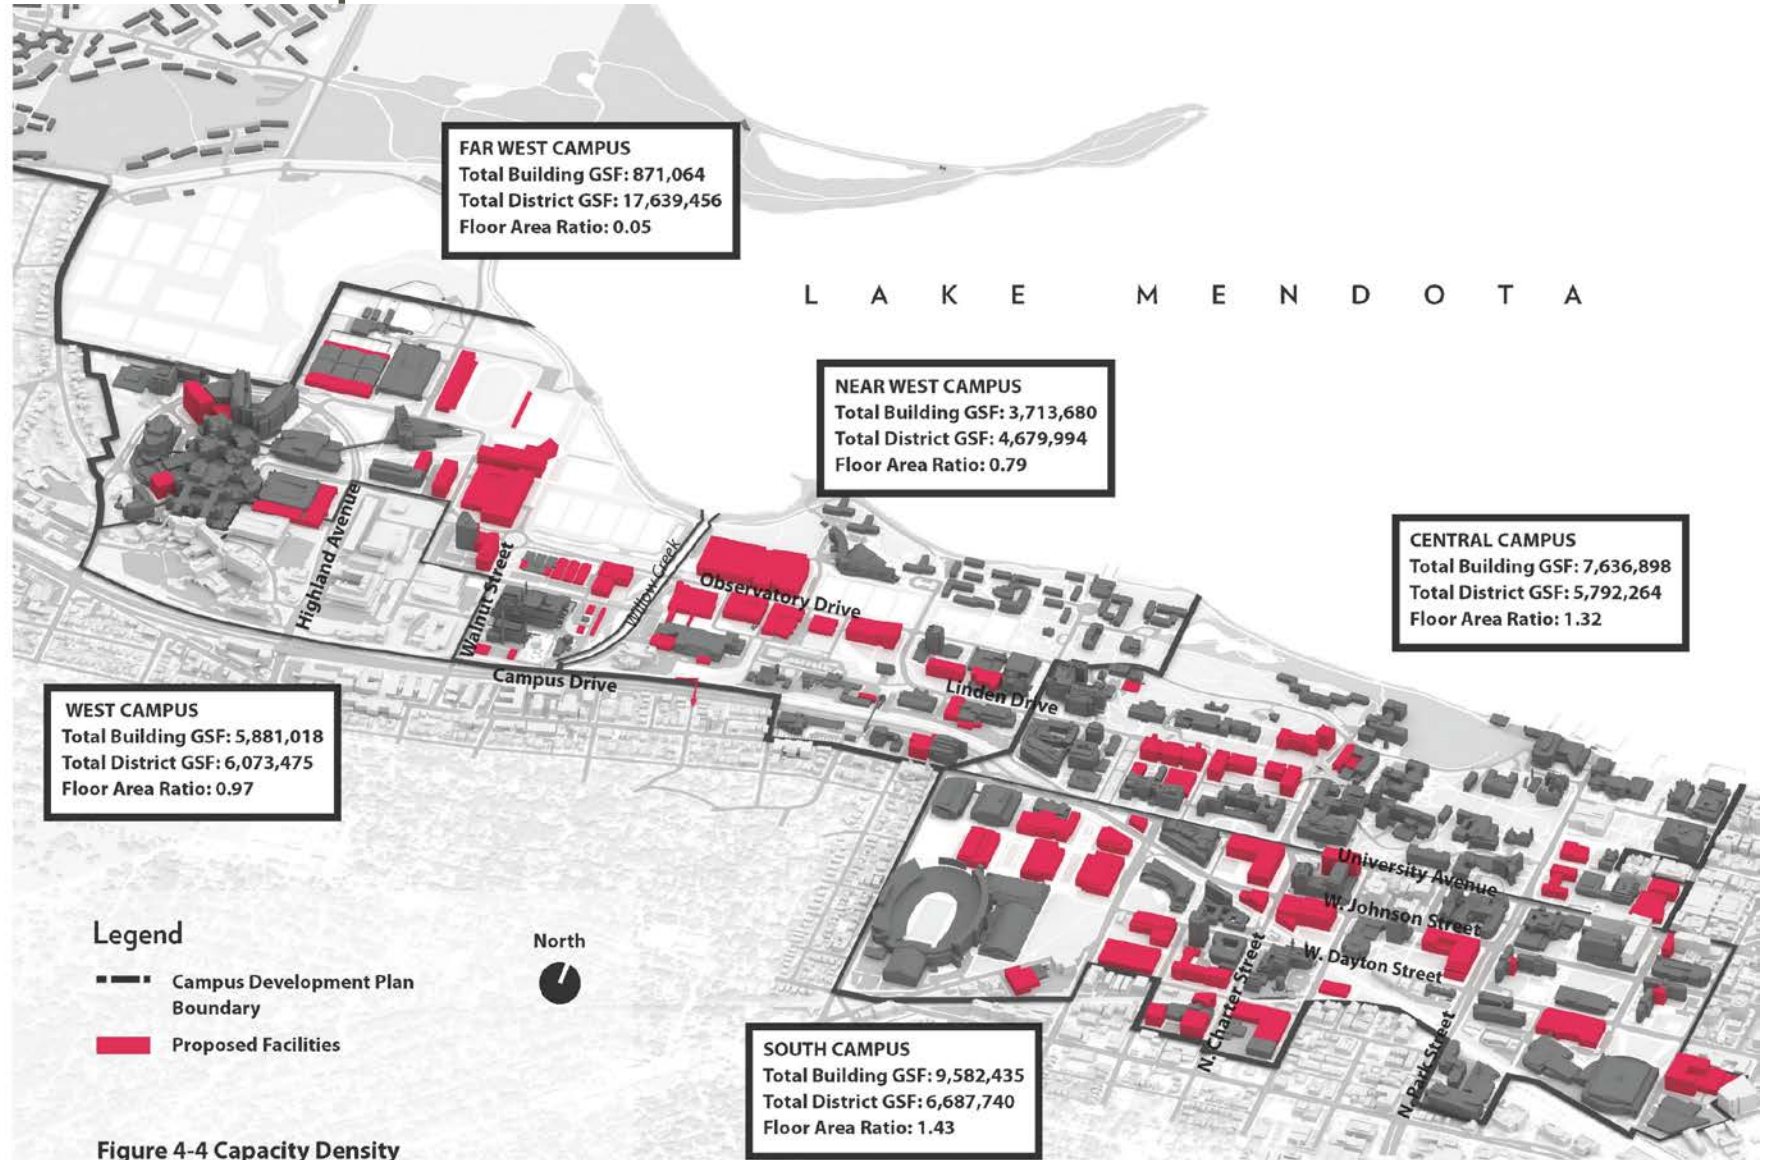 FAR WEST CAMPUS
Total Building GSF: 871,064
Total District GSF: 17,639,456
Floor Area Ratio: 0.05
L A K E M E N D O T A
NEAR WEST CAMPUS
Total Building GSF: 3,713,680
Total District GSF: 4,679,994
Floor Area Ratio: 0.79
CENTRAL CAMPUS
Total Building GSF: 7,636,898
Total District GSF: 5,792,264
Floor Area Ratio: 1.32
Highland Avenue
Walnut Street
Willow Creek
Observatory Drive
Campus Drive
Linden Drive
WEST CAMPUS
Total Building GSF: 5,881,018
Total District GSF: 6,073,475
Floor Area Ratio: 0.97
University Avenue
W. Johnson Street
W. Dayton Street
N. Charter Street
N. Park Street
Legend
Campus Development Plan
Boundary
Proposed Facilities
North
SOUTH CAMPUS
Total Building GSF: 9,582,435
Total District GSF: 6,687,740
Floor Area Ratio: 1.43
Figure 4-4 Capacity Density